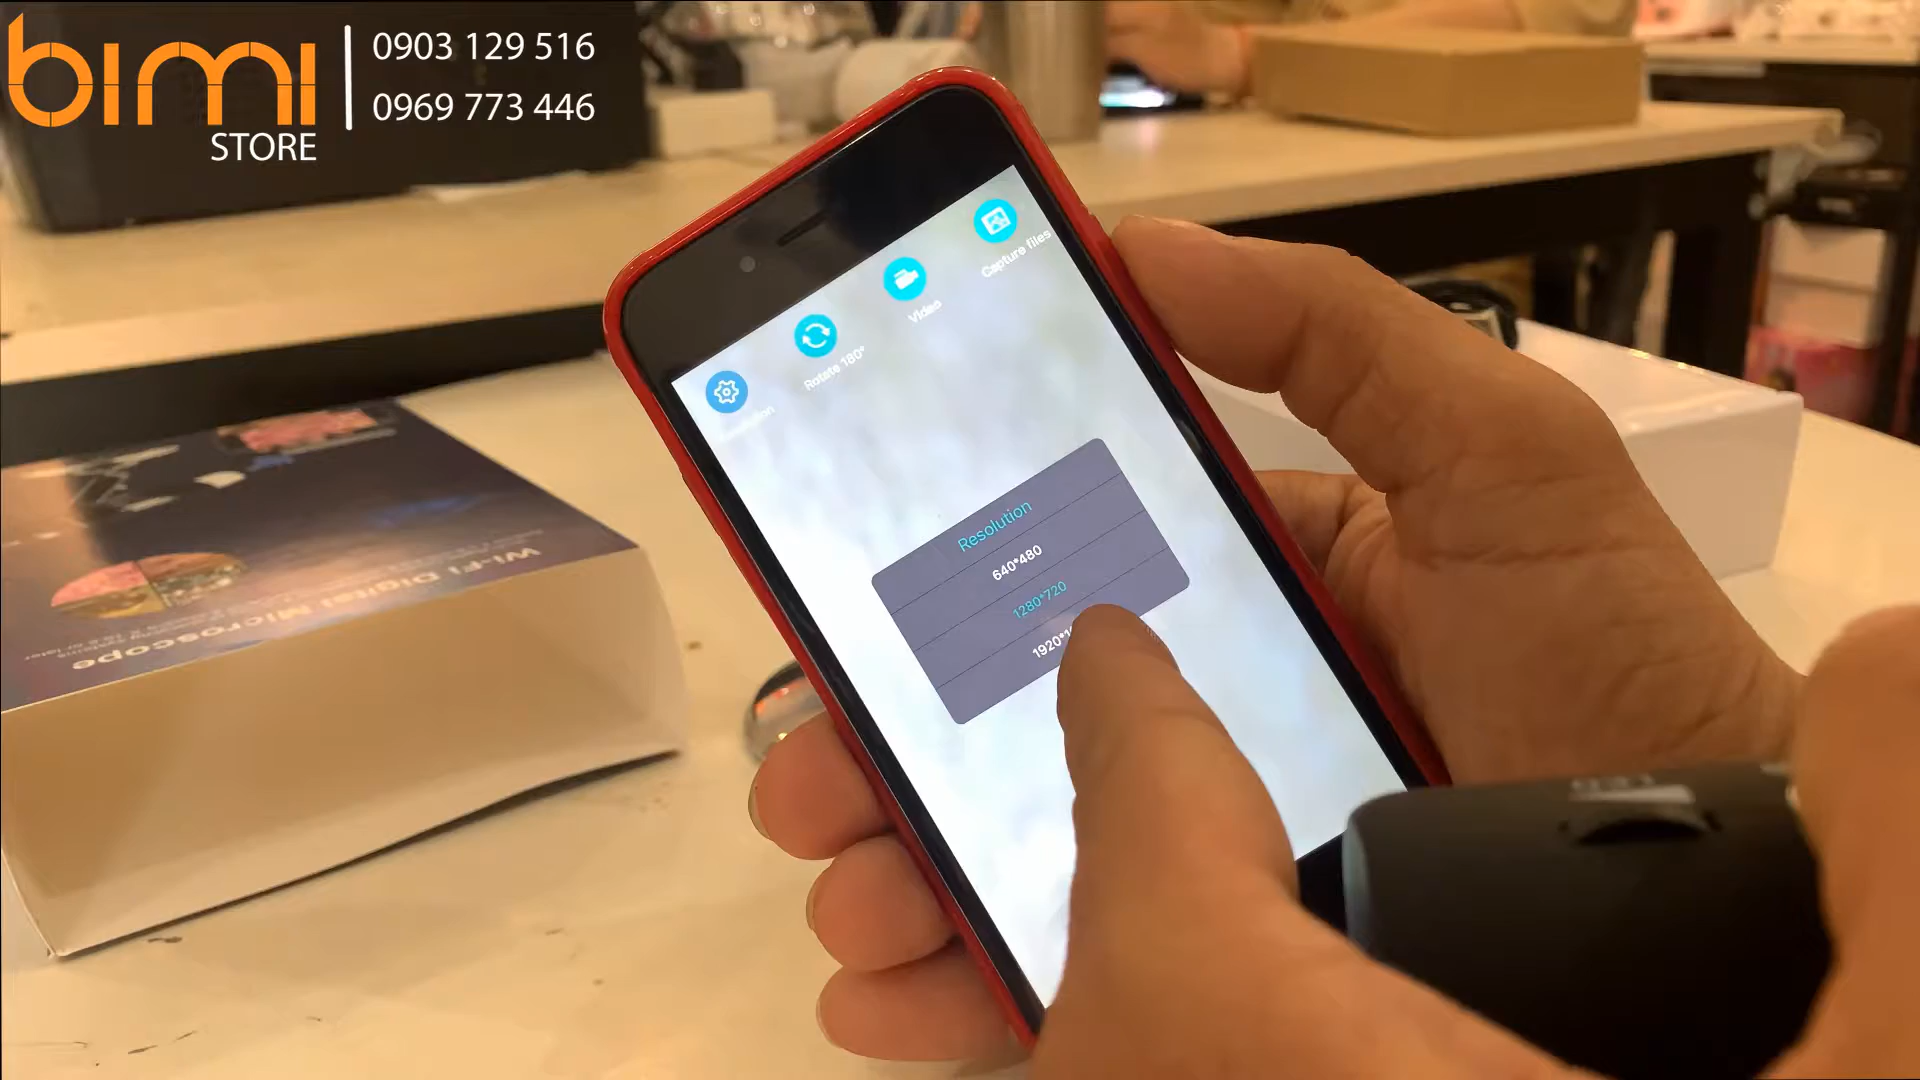 bimi
STORE
0903 129 516
0969 773 446
Capture files
Video
Rotate 180°
Resolution
640*480
1280*720
Wi-Fi Digital Microscope
LED